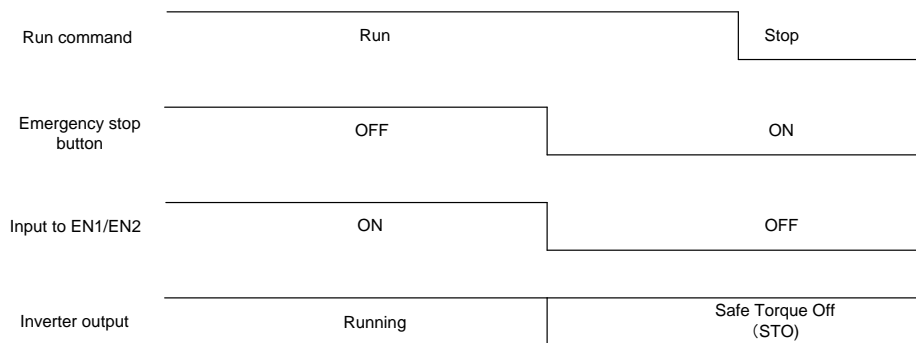 Run command
Run
Stop
Emergency stop
button
OFF
ON
Input to EN1/EN2
ON
OFF
Inverter output
Running
Safe Torque Off
（STO)